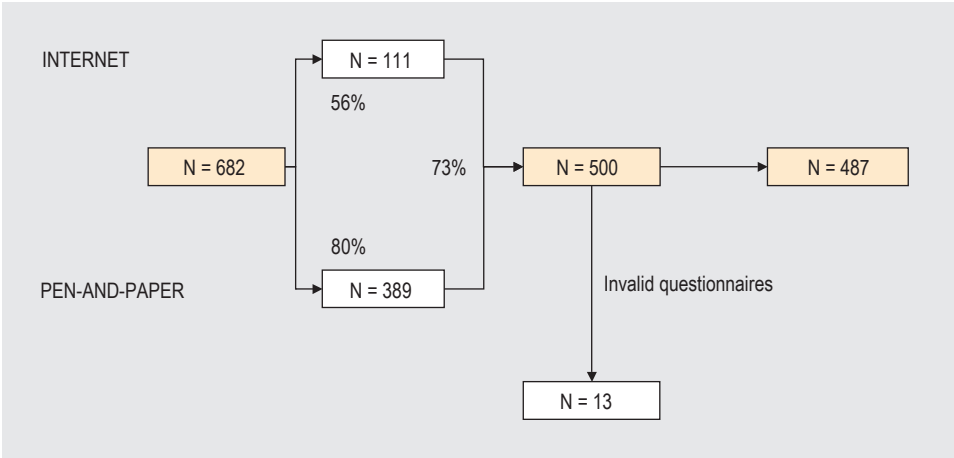 INTERNET
N = 111
56%
N = 682
73%
N = 500
N = 487
80%
PEN-AND-PAPER
N = 389
Invalid questionnaires
N = 13